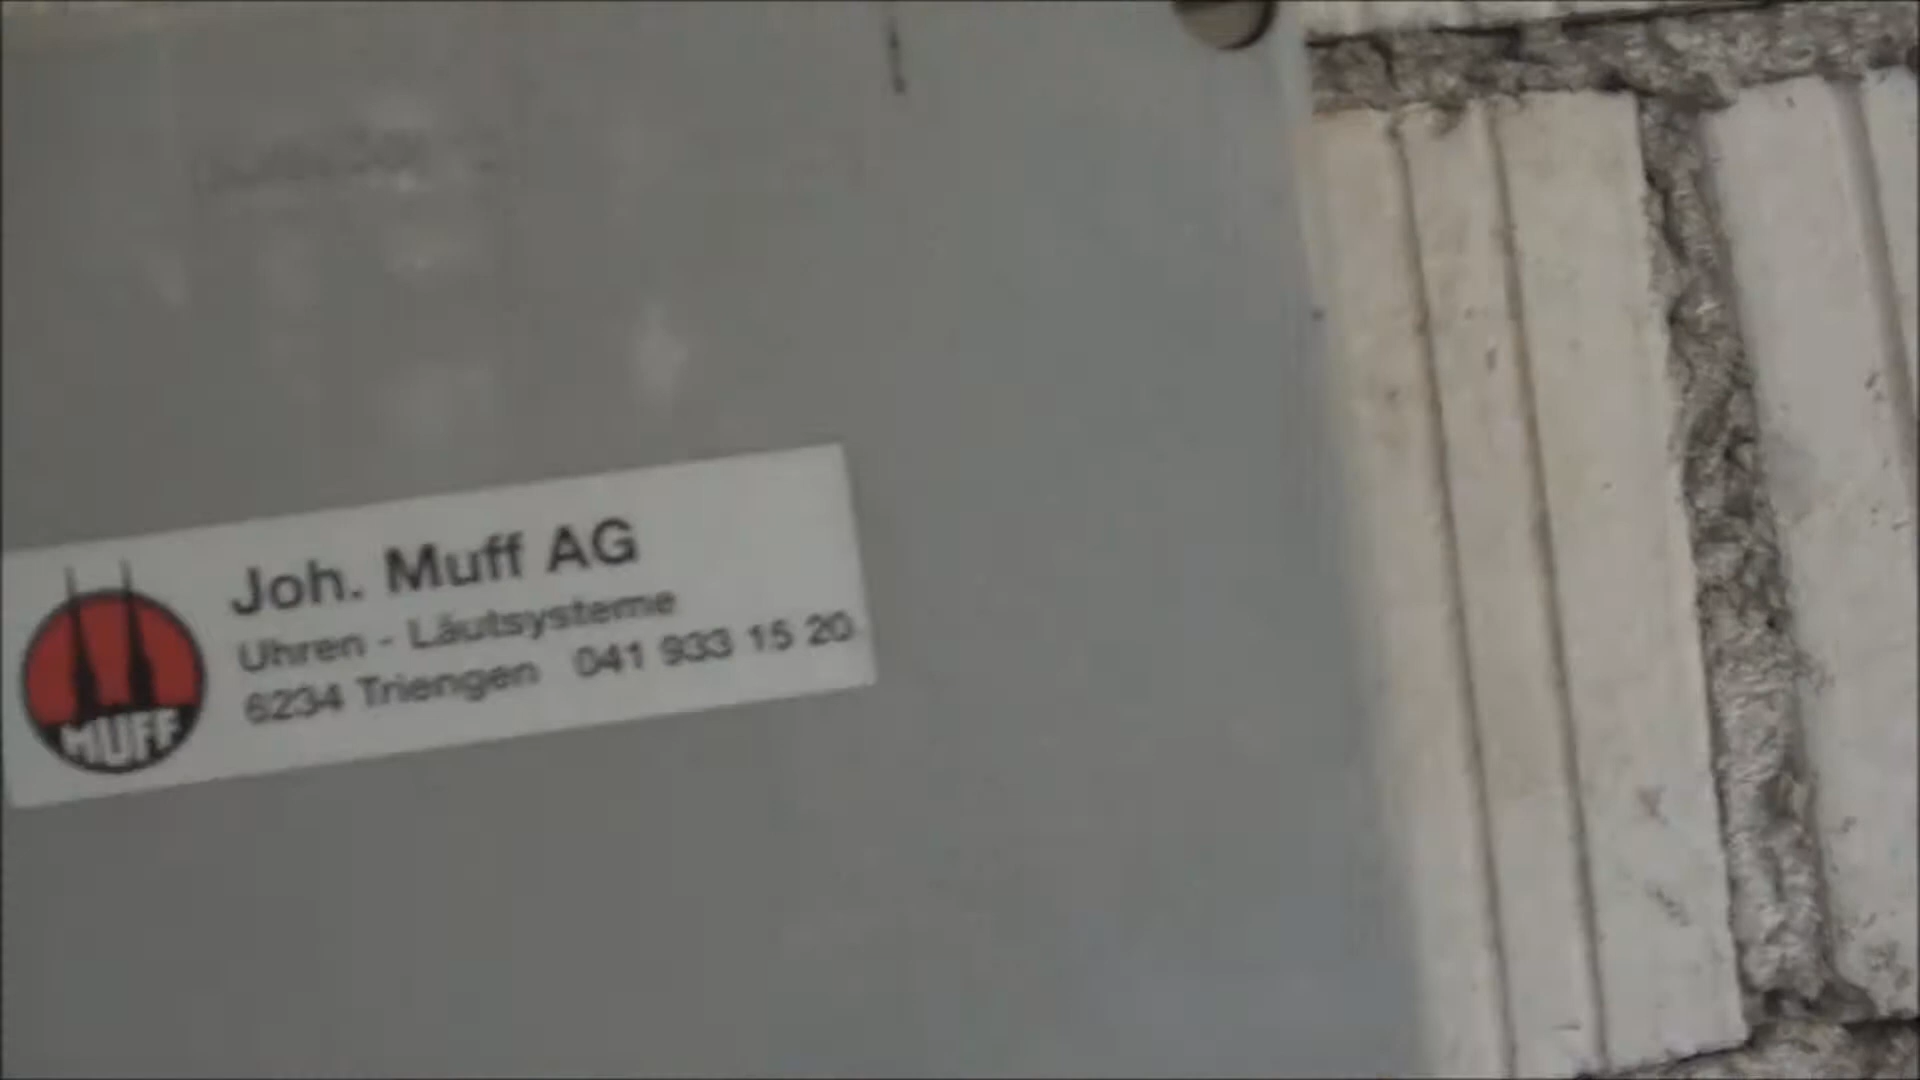 Joh. Muff AG
Uhren - Läutsysteme
6234 Triengen 041 933 15 20
MUFF